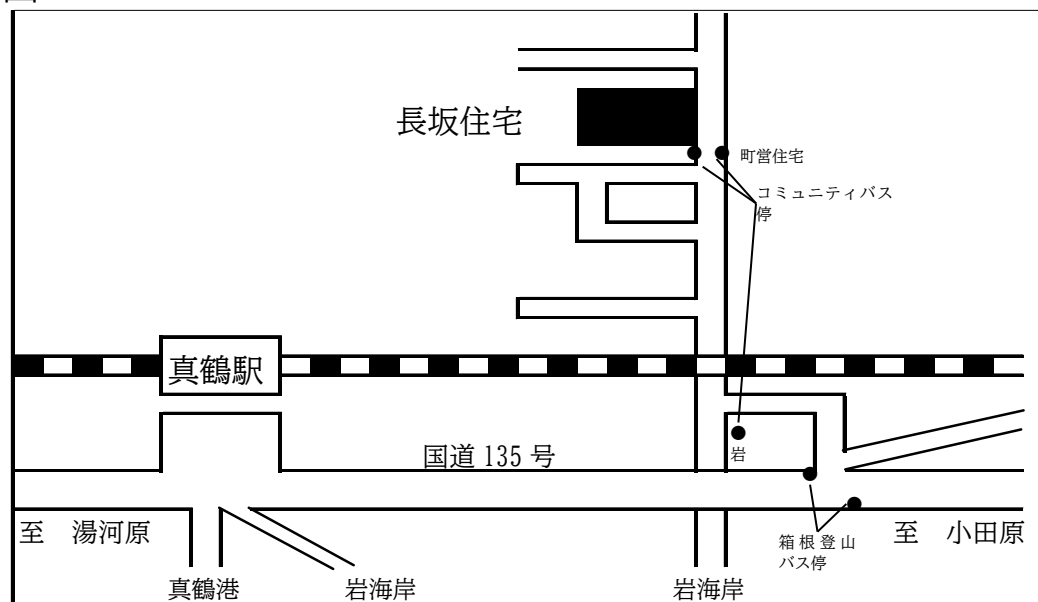 長坂住宅
町営住宅
コミュニティバス
停
真鶴駅
岩
国道 135 号
至 湯河原
箱根登山
バス停
至 小田原
真鶴港
岩海岸
岩海岸